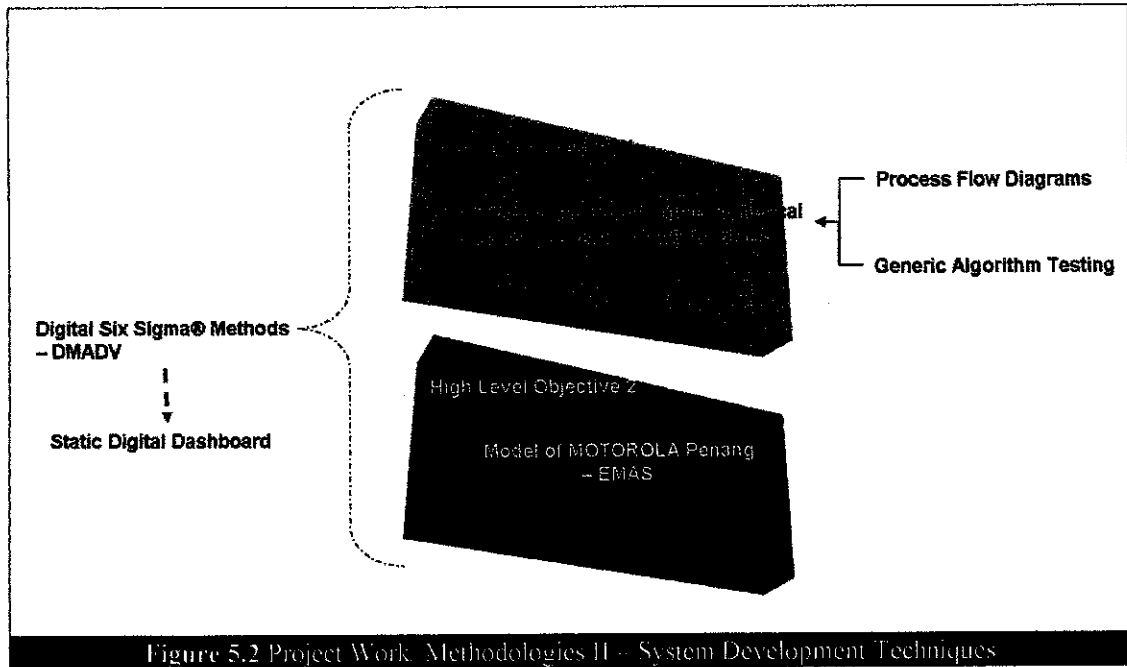 Process Flow Diagrams
Generic Algorithm Testing
Digital Six Sigma® Methods
– DMADV
Static Digital Dashboard
High Level Objective 2
Model of MOTOROLA Penang
– EMAS
Figure 5.2 Project Work Methodologies II – System Development Techniques